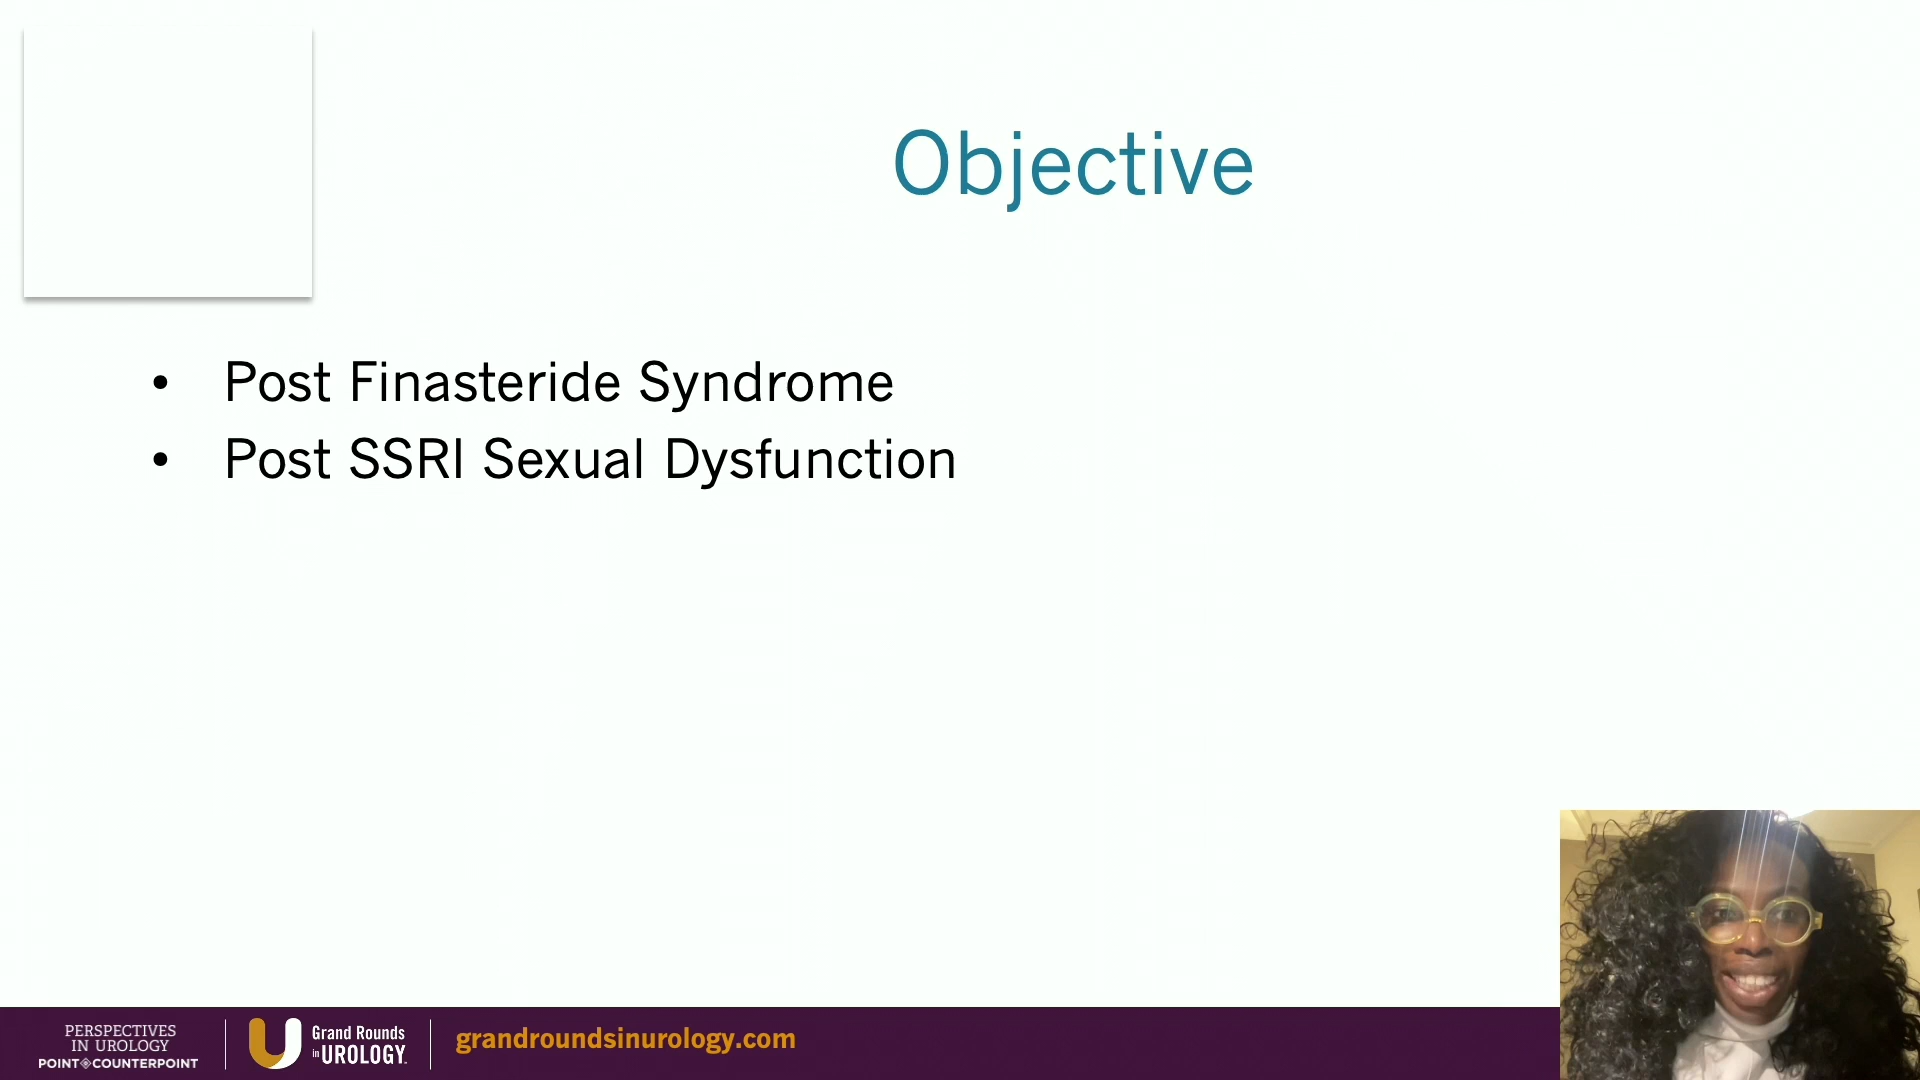 Objective
• Post Finasteride Syndrome
• Post SSRI Sexual Dysfunction
PERSPECTIVES
IN UROLOGY
POINT COUNTERPOINT
Grand Rounds
in UROLOGY
grandroundsinurology.com